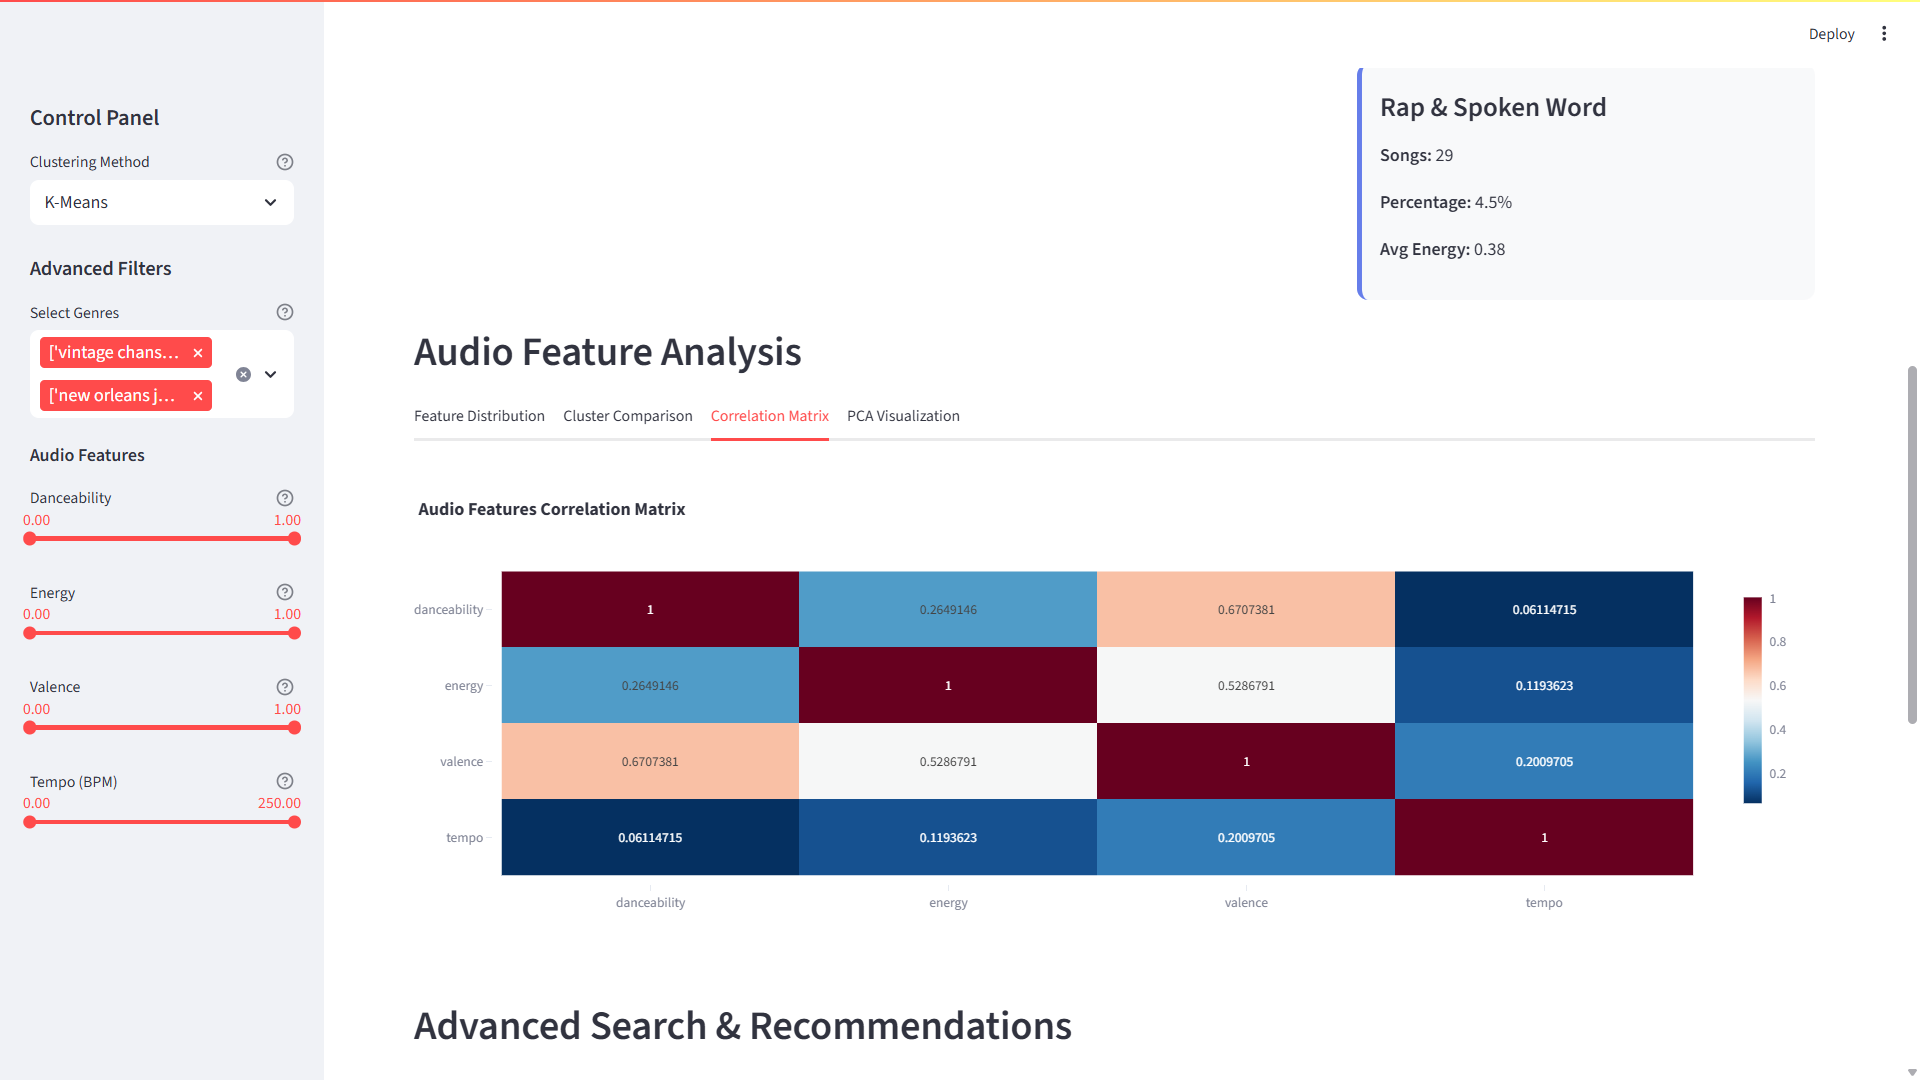 Deploy
Control Panel
Clustering Method
K-Means
Advanced Filters
Select Genres
['vintage chans...
['new orleans j...
Audio Features
Danceability
0.00 1.00
Energy
0.00 1.00
Valence
0.00 1.00
Tempo (BPM)
0.00 250.00
Rap & Spoken Word
Songs: 29
Percentage: 4.5%
Avg Energy: 0.38
Audio Feature Analysis
Feature Distribution Cluster Comparison Correlation Matrix PCA Visualization
Audio Features Correlation Matrix
danceability 1 0.2649146 0.6707381 0.06114715
energy 0.2649146 1 0.5286791 0.1193623
valence 0.6707381 0.5286791 1 0.2009705
tempo 0.06114715 0.1193623 0.2009705 1
danceability energy valence tempo
1
0.8
0.6
0.4
0.2
Advanced Search & Recommendations